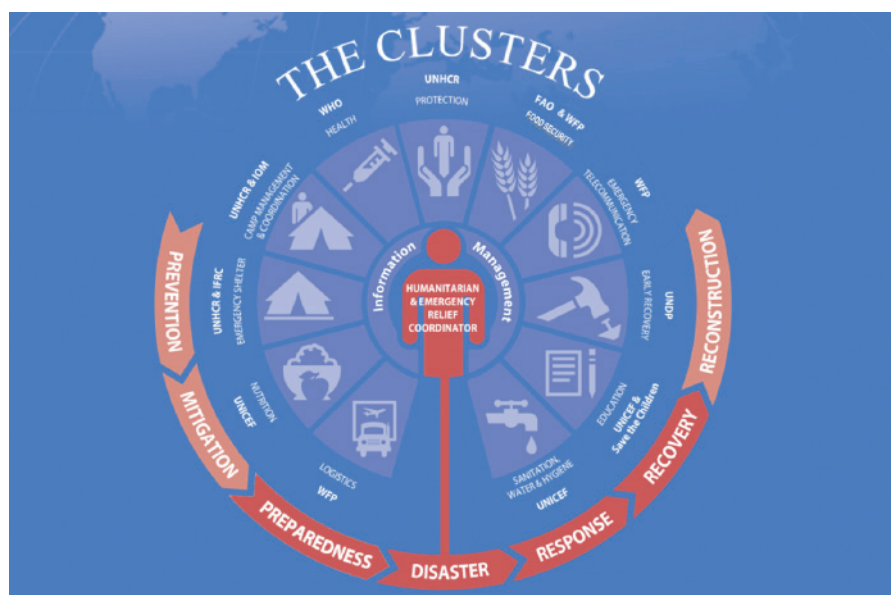 THE CLUSTERS
UNHCR
PROTECTION
FAO & WFP
FOOD SECURITY
WFP
EMERGENCY
TELECOMMUNICATION
UNDP
EARLY RECOVERY
EDUCATION
UNICEF &
Save the Children
SANITATION,
WATER & HYGIENE
UNICEF
LOGISTICS
WFP
NUTRITION
UNICEF
UNHCR & IFRC
EMERGENCY SHELTER
UNHCR & IOM
CAMP MANAGEMENT
& COORDINATION
WHO
HEALTH
Information Management
HUMANITARIAN
& EMERGENCY
RELIEF
COORDINATOR
PREVENTION
MITIGATION
PREPAREDNESS
DISASTER
RESPONSE
RECOVERY
RECONSTRUCTION